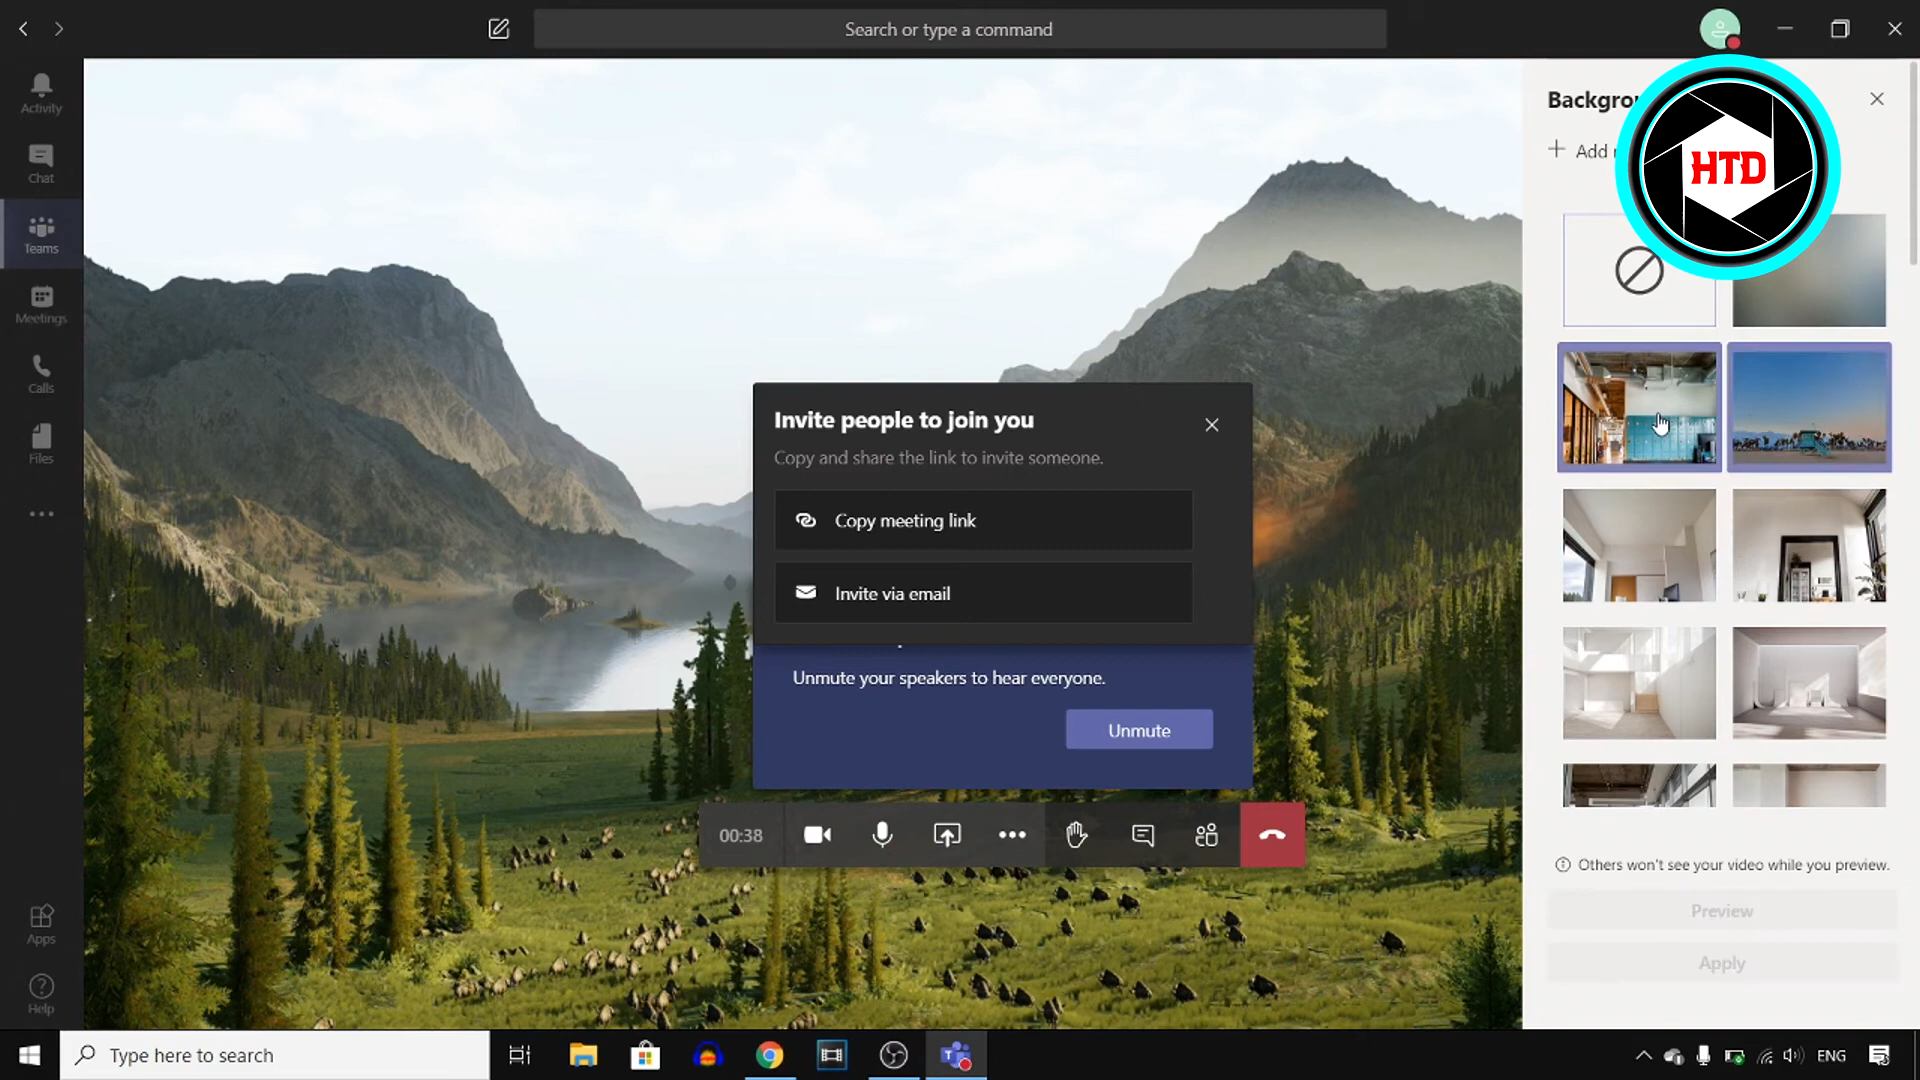 Search or type a command
Activity
Chat
Teams
Meetings
Calls
Files
Apps
Help
HTD
Invite people to join you
Copy and share the link to invite someone.
Copy meeting link
Invite via email
Unmute your speakers to hear everyone.
Unmute
00:38
Add
Others won't see your video while you preview.
Preview
Apply
Type here to search
ENG